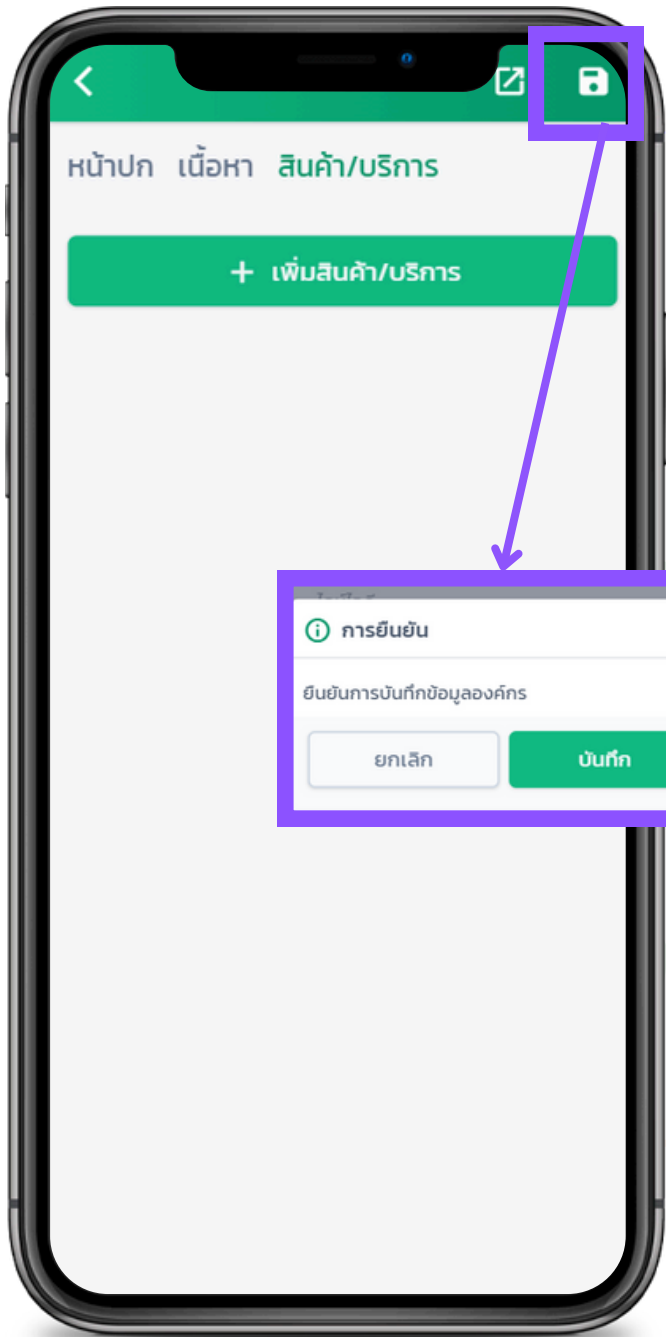 หน้าปก เนื้อหา สินค้า/บริการ
+ เพิ่มสินค้า/บริการ
การยืนยัน
ยืนยันการบันทึกข้อมูลองค์กร
ยกเลิก บันทึก